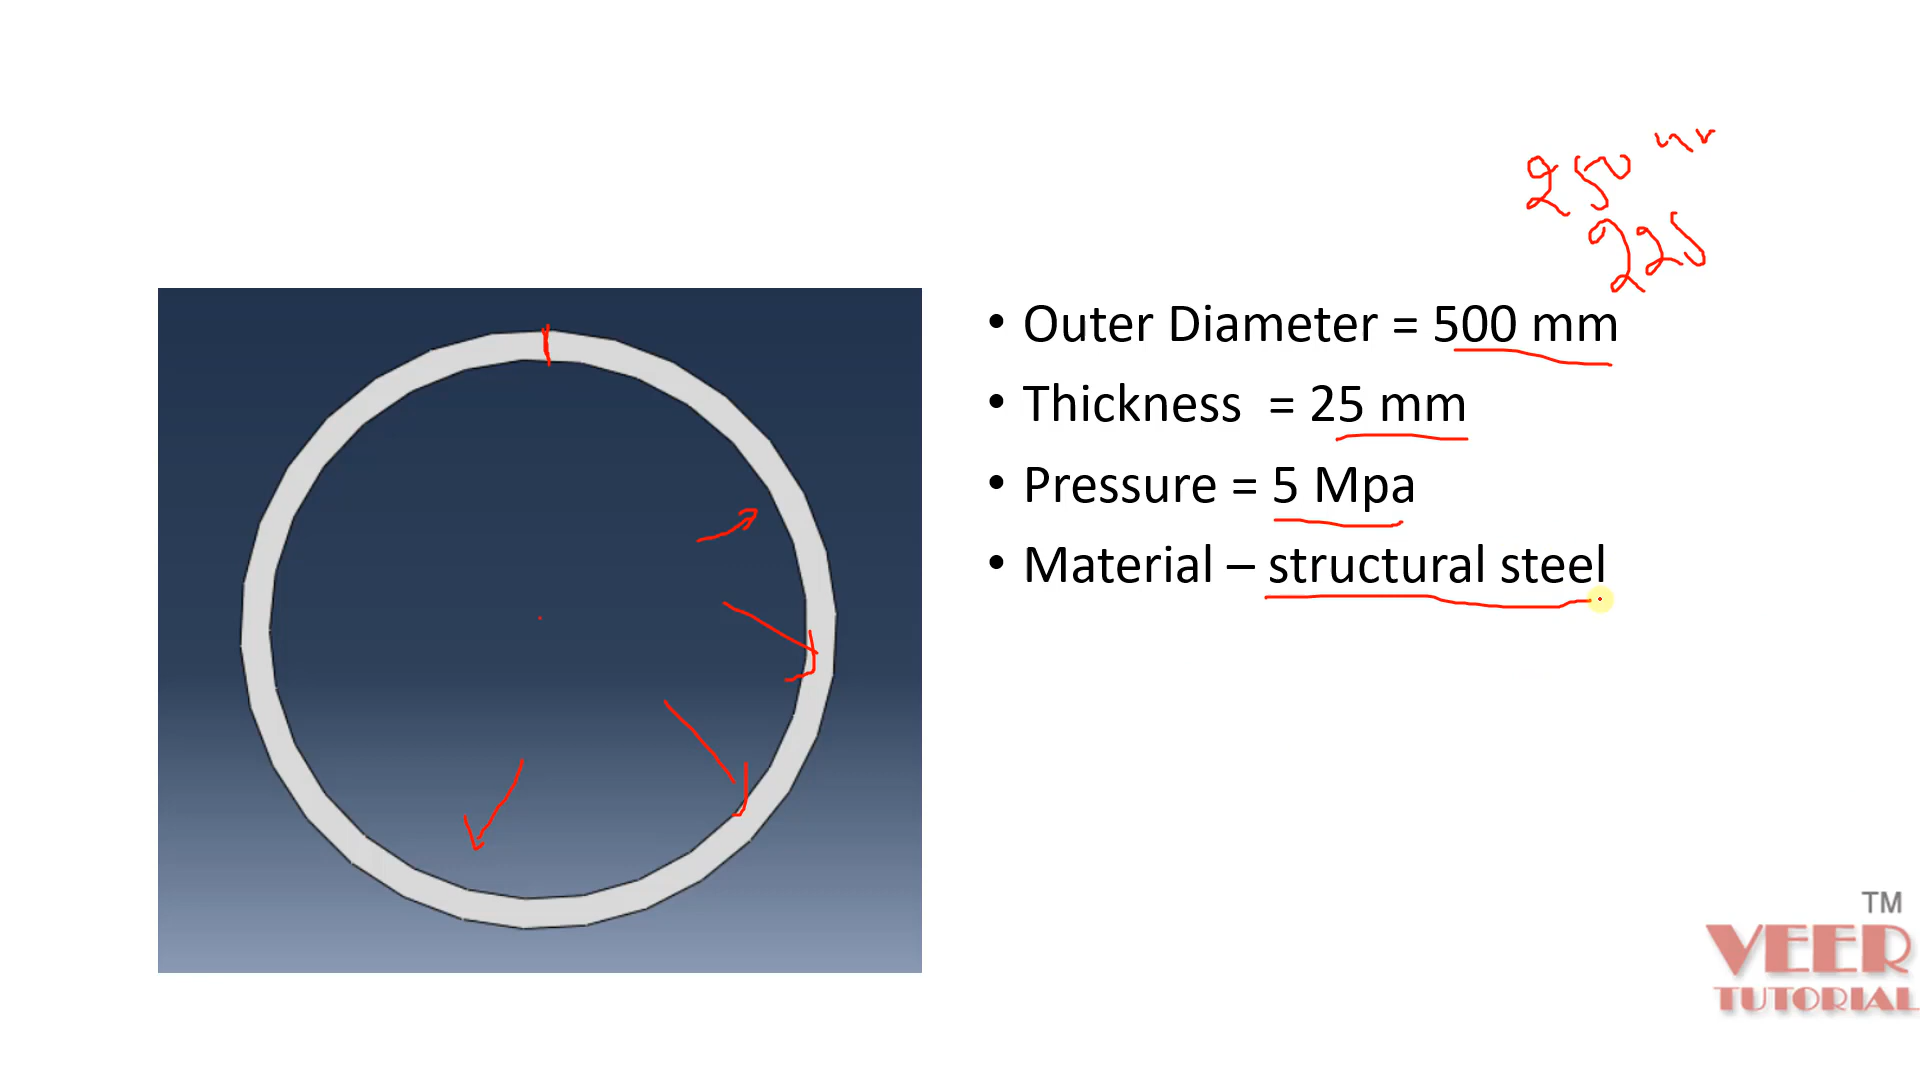 250
225
• Outer Diameter = 500 mm
• Thickness = 25 mm
• Pressure = 5 Mpa
• Material – structural steel
TM
VEER
TUTORIAL